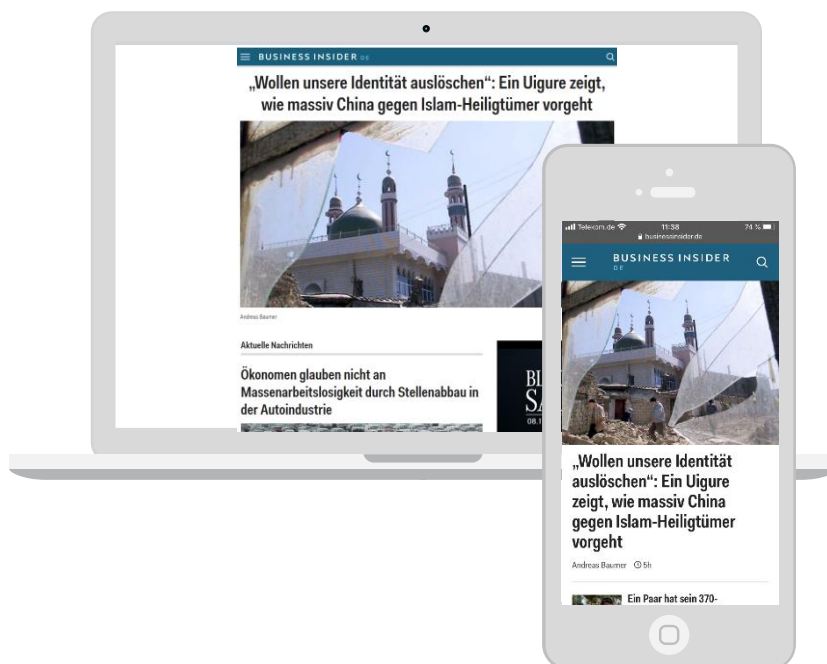 BUSINESS INSIDER DE
„Wollen unsere Identität auslöschen“: Ein Uigure zeigt,
wie massiv China gegen Islam-Heiligtümer vorgeht
Andreas Baumer
Aktuelle Nachrichten
Ökonomen glauben nicht an
Massenarbeitslosigkeit durch Stellenabbau in
der Autoindustrie
08.1
Telekom.de 11:38 74 %
businessinsider.de
BUSINESS INSIDER
DE
„Wollen unsere Identität
auslöschen“: Ein Uigure
zeigt, wie massiv China
gegen Islam-Heiligtümer
vorgeht
Andreas Baumer 5h
Ein Paar hat sein 370-